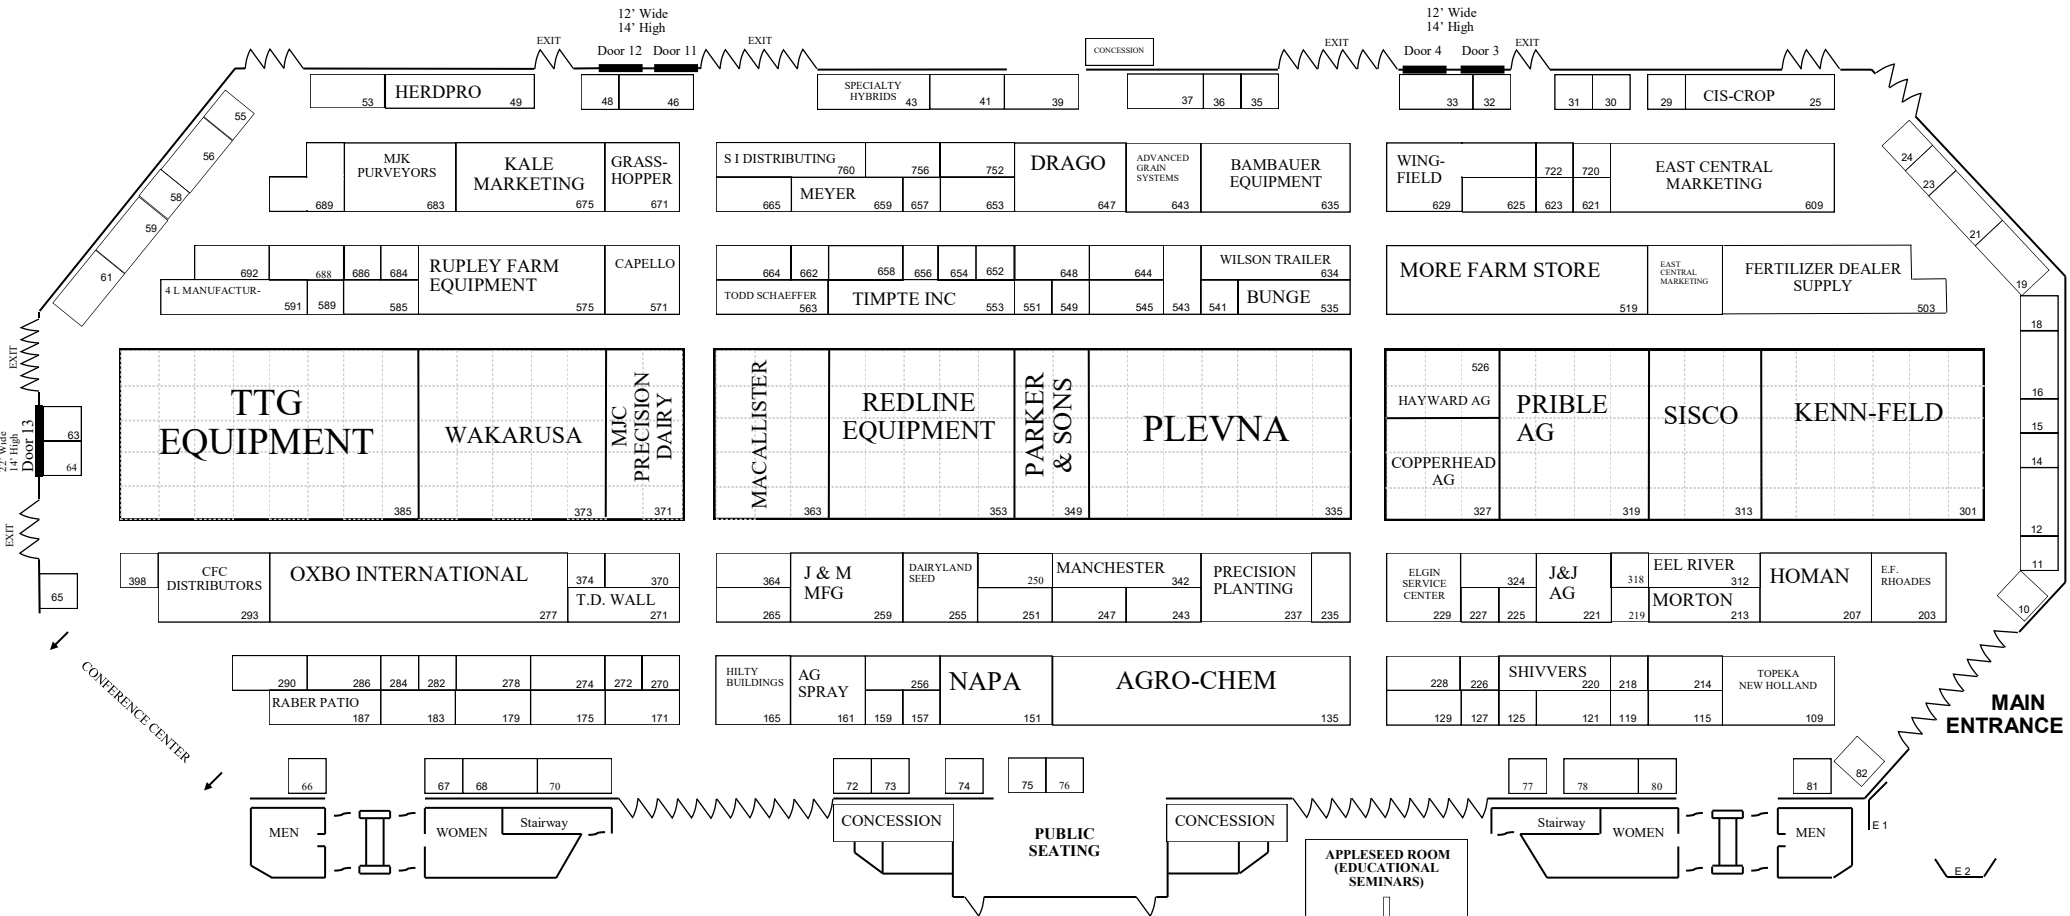 12’ Wide
14’ High
12’ Wide
14’ High
EXIT
Door 12 Door 11
EXIT
CONCESSION
EXIT
Door 4 Door 3
EXIT
53 HERDPRO 49
48 46
SPECIALTY
HYBRIDS 43 41 39
37 36 35
33 32
31 30
29 CIS-CROP 25
55
56
58
59
61
689
MJK
PURVEYORS
683
KALE
MARKETING
675
GRASS-
HOPPER
671
S I DISTRIBUTING
760 756 752
665 MEYER 659 657 653
DRAGO
647
ADVANCED
GRAIN
SYSTEMS
643
BAMBAUER
EQUIPMENT
635
WING-
FIELD
629
722 720
625 623 621
EAST CENTRAL
MARKETING
609
24
23
21
19
692 688 686 684
4 L MANUFACTUR-
591 589 585
RUPLEY FARM
EQUIPMENT
575
CAPELLO
571
664 662 658 656 654 652 648 644
TODD SCHAEFFER
563
TIMPTE INC 553
551 549 545 543 541
WILSON TRAILER
634
BUNGE
535
MORE FARM STORE
519
EAST
CENTRAL
MARKETING
FERTILIZER DEALER
SUPPLY
503
18
16
15
14
12
11
10
EXIT
22’ Wide
14’ High
Door 13
63
64
EXIT
65
TTG
EQUIPMENT
385
WAKARUSA
373
MJC
PRECISION
DAIRY
371
MACALLISTER
363
REDLINE
EQUIPMENT
353
PARKER
& SONS
349
PLEVNA
335
526
HAYWARD AG
COPPERHEAD
AG
327
PRIBLE
AG
319
SISCO
313
KENN-FELD
301
398
CFC
DISTRIBUTORS
293
OXBO INTERNATIONAL
277
374 370
T.D. WALL
271
364
265
J & M
MFG
259
DAIRYLAND
SEED
255
250
251
MANCHESTER
342
247 243
PRECISION
PLANTING
237 235
ELGIN
SERVICE
CENTER
229
324
227 225
J&J
AG
221
318
219
EEL RIVER
312
MORTON
213
HOMAN
207
E.F.
RHOADES
203
CONFERENCE CENTER
290 286 284 282 278 274 272 270
RABER PATIO
187 183 179 175 171
HILTY
BUILDINGS
165
AG
SPRAY
161
256
159 157
NAPA
151
AGRO-CHEM
135
228 226
SHIVVERS
220 218 214
129 127 125 121 119 115
TOPEKA
NEW HOLLAND
109
MAIN
ENTRANCE
66
67 68 70
72 73 74 75 76
77 78 80
81
82
MEN
WOMEN
Stairway
CONCESSION
PUBLIC
SEATING
CONCESSION
APPLESEED ROOM
(EDUCATIONAL
SEMINARS)
Stairway
WOMEN
MEN
E 1
E 2